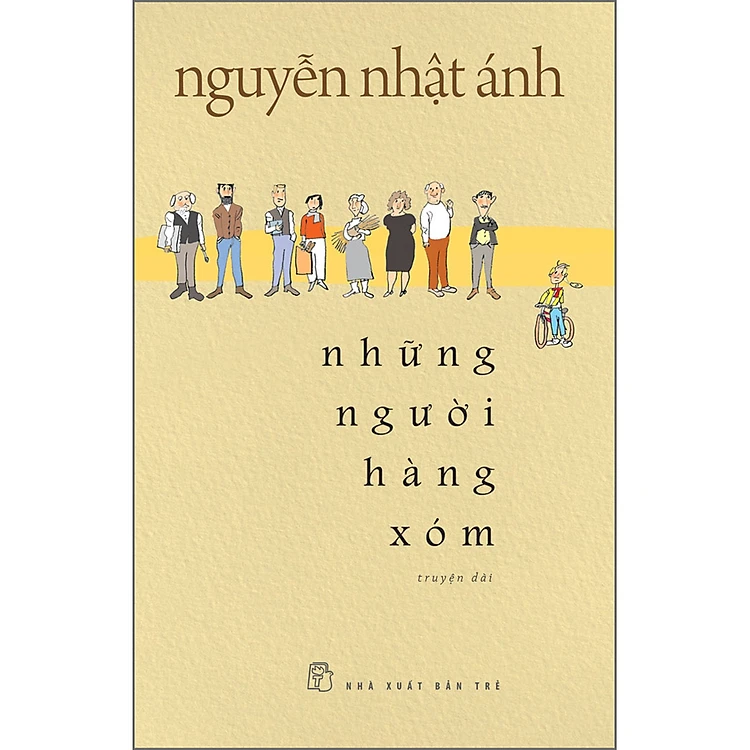 nguyễn nhật ánh
những
người
hàng
xóm
truyện dài
NHÀ XUẤT BẢN TRẺ